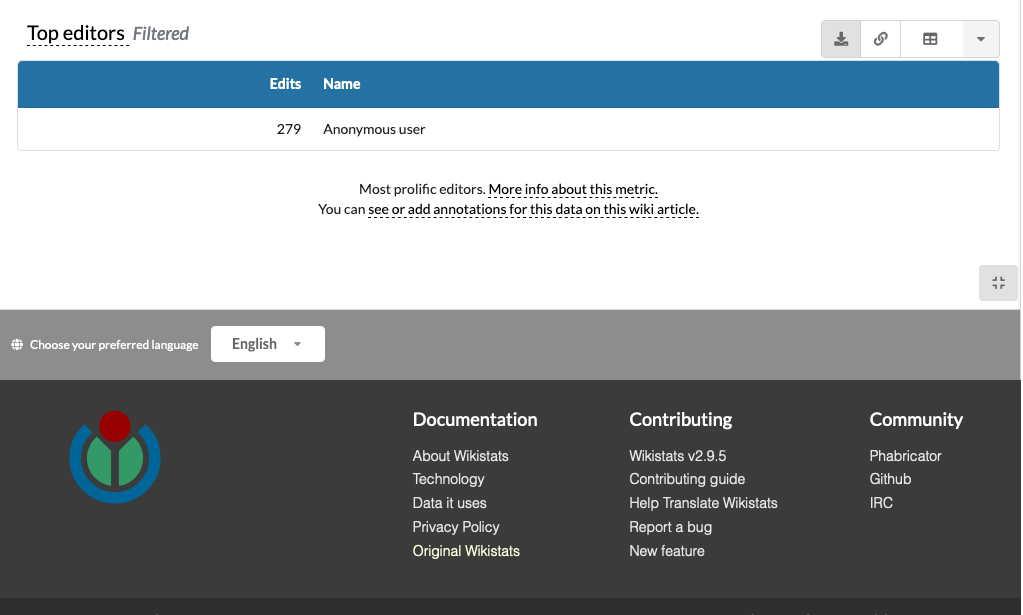 Top editors Filtered
Edits Name
279 Anonymous user
Most prolific editors. More info about this metric.
You can see or add annotations for this data on this wiki article.
Choose your preferred language English
Documentation
About Wikistats
Technology
Data it uses
Privacy Policy
Original Wikistats
Contributing
Wikistats v2.9.5
Contributing guide
Help Translate Wikistats
Report a bug
New feature
Community
Phabricator
Github
IRC